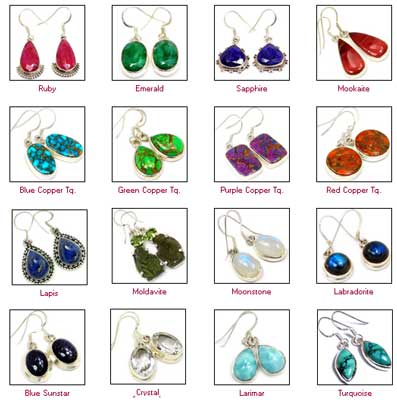 Ruby
Emerald
Sapphire
Mookaite
Blue Copper Tq.
Green Copper Tq.
Purple Copper Tq.
Red Copper Tq.
Lapis
Moldavite
Moonstone
Labradorite
Blue Sunstar
Crystal
Larimar
Turquoise